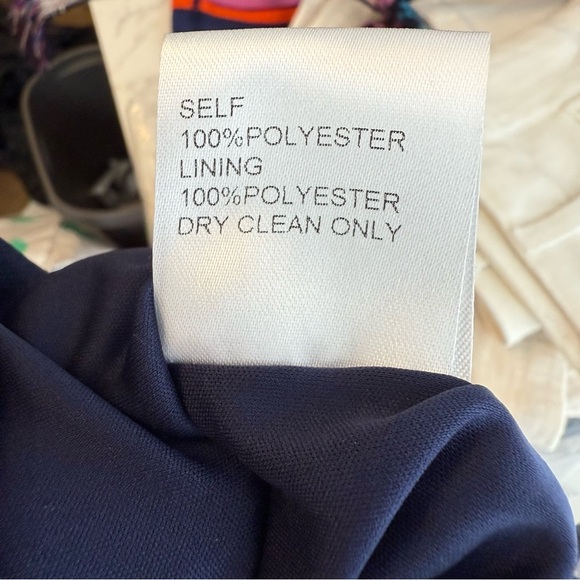 SELF
100%POLYESTER
LINING
100%POLYESTER
DRY CLEAN ONLY